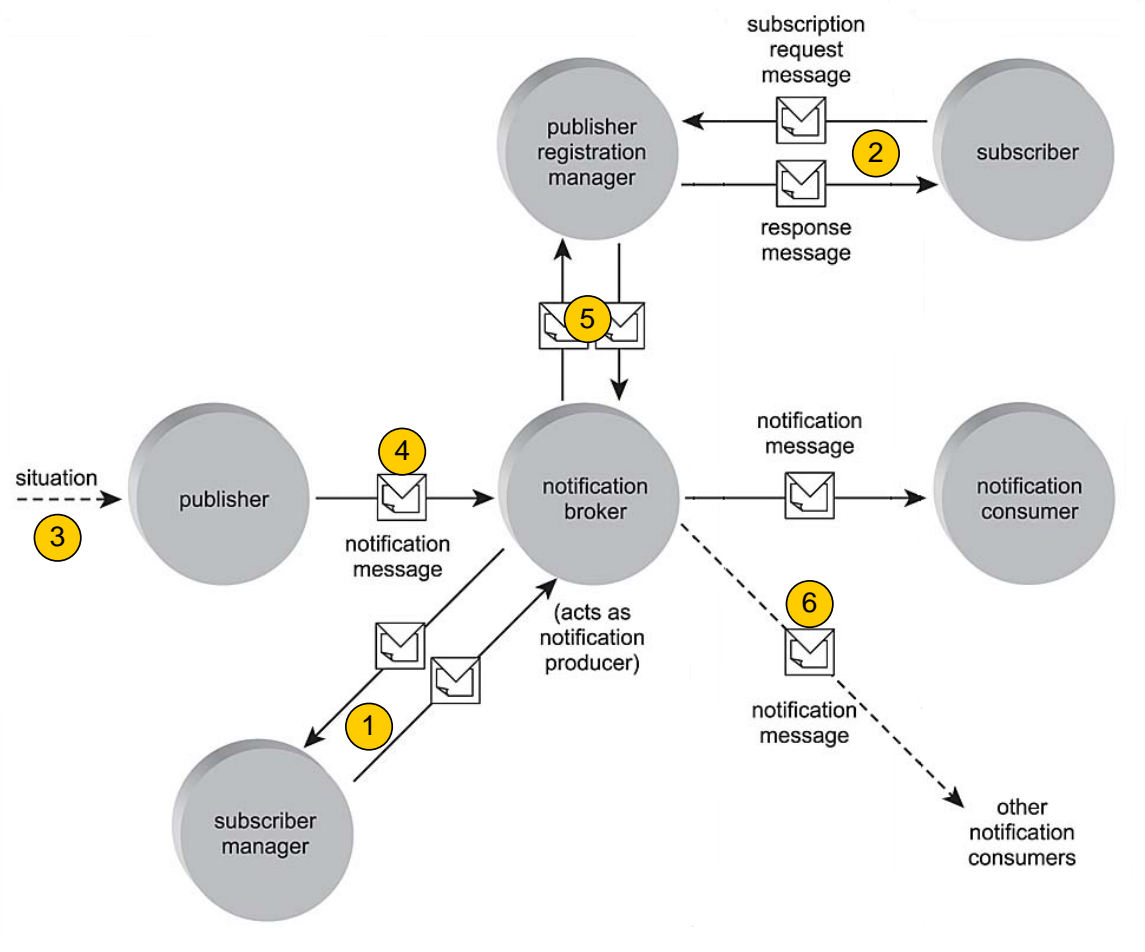 subscription
request
message
publisher
registration
manager
2
subscriber
response
message
5
situation
3
publisher
4
notification
message
notification
broker
(acts as
notification
producer)
notification
message
notification
consumer
6
notification
message
1
subscriber
manager
other
notification
consumers